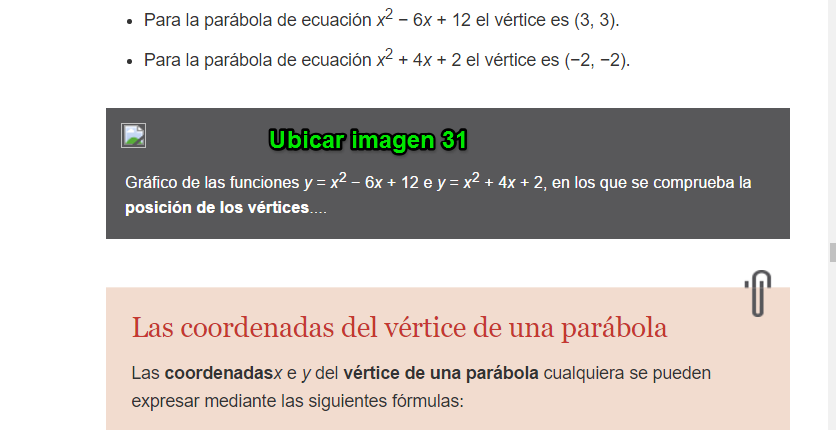 • Para la parábola de ecuación x² − 6x + 12 el vértice es (3, 3).
• Para la parábola de ecuación x² + 4x + 2 el vértice es (−2, −2).
Ubicar imagen 31
Gráfico de las funciones y = x² − 6x + 12 e y = x² + 4x + 2, en los que se comprueba la
posición de los vértices....
Las coordenadas del vértice de una parábola
Las coordenadasx e y del vértice de una parábola cualquiera se pueden
expresar mediante las siguientes fórmulas: